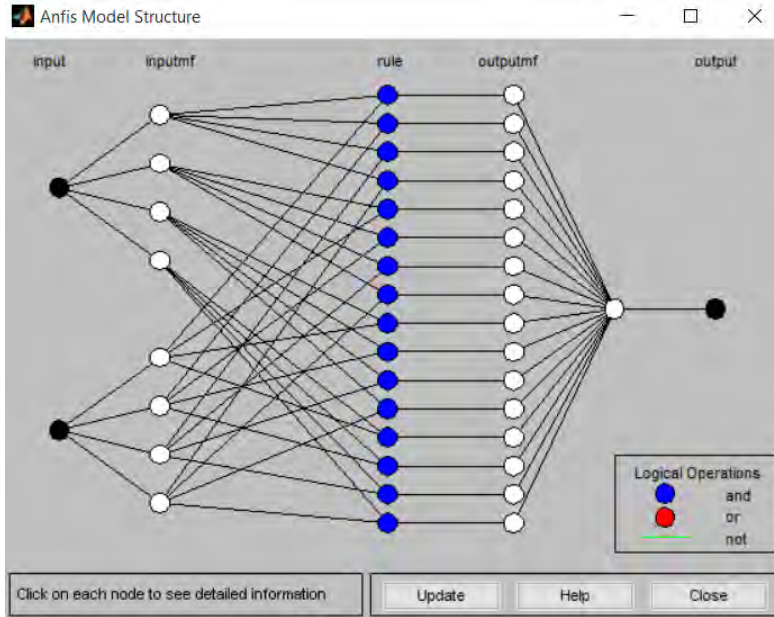 Anfis Model Structure
input inputmf rule outputmf output
Logical Operations
and
or
not
Click on each node to see detailed information Update Help Close